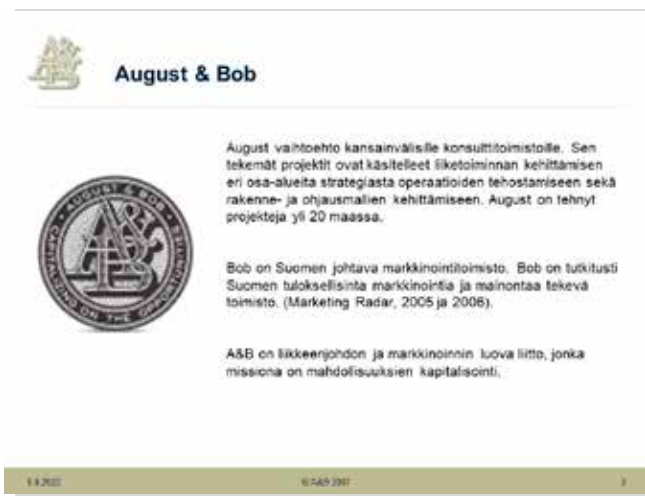 August & Bob
August vaihtoehto kansainvälisille konsulttitoimistoille. Sen
tekemät projektit ovat käsitelleet liiketoiminnan kehittämisen
eri osa-alueita strategiasta operaatioiden tehostamiseen sekä
rakenne- ja ohjausmallien kehittämiseen. August on tehnyt
projekteja yli 20 maassa.
AUGUST & BOB
CAPITALIZING ON THE OPPORTUNITIES
Bob on Suomen johtava markkinointitoimisto. Bob on tutkitusti
Suomen tuloksellisinta markkinointia ja mainontaa tekevä
toimisto. (Marketing Radar, 2005 ja 2006).
A&B on liikkeenjohdon ja markkinoinnin luova liitto, jonka
missiona on mahdollisuuksien kapitalisointi.
© A&B 2007